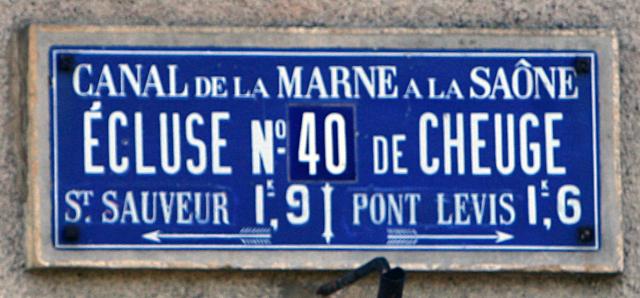 CANAL DE LA MARNE A LA SAÔNE
ÉCLUSE Nº 40 DE CHEUGE
ST. SAUVEUR 1K,9 PONT LEVIS 1K,6